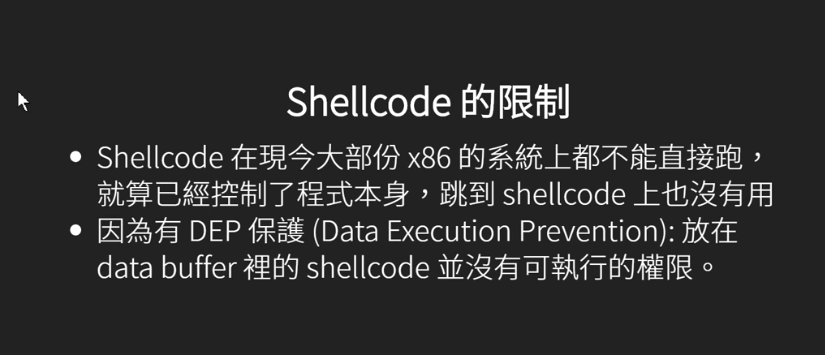 Shellcode 的限制
• Shellcode 在現今大部份 x86 的系統上都不能直接跑，
就算已經控制了程式本身，跳到 shellcode 上也沒有用
• 因為有 DEP 保護 (Data Execution Prevention): 放在
data buffer 裡的 shellcode 並沒有可執行的權限。